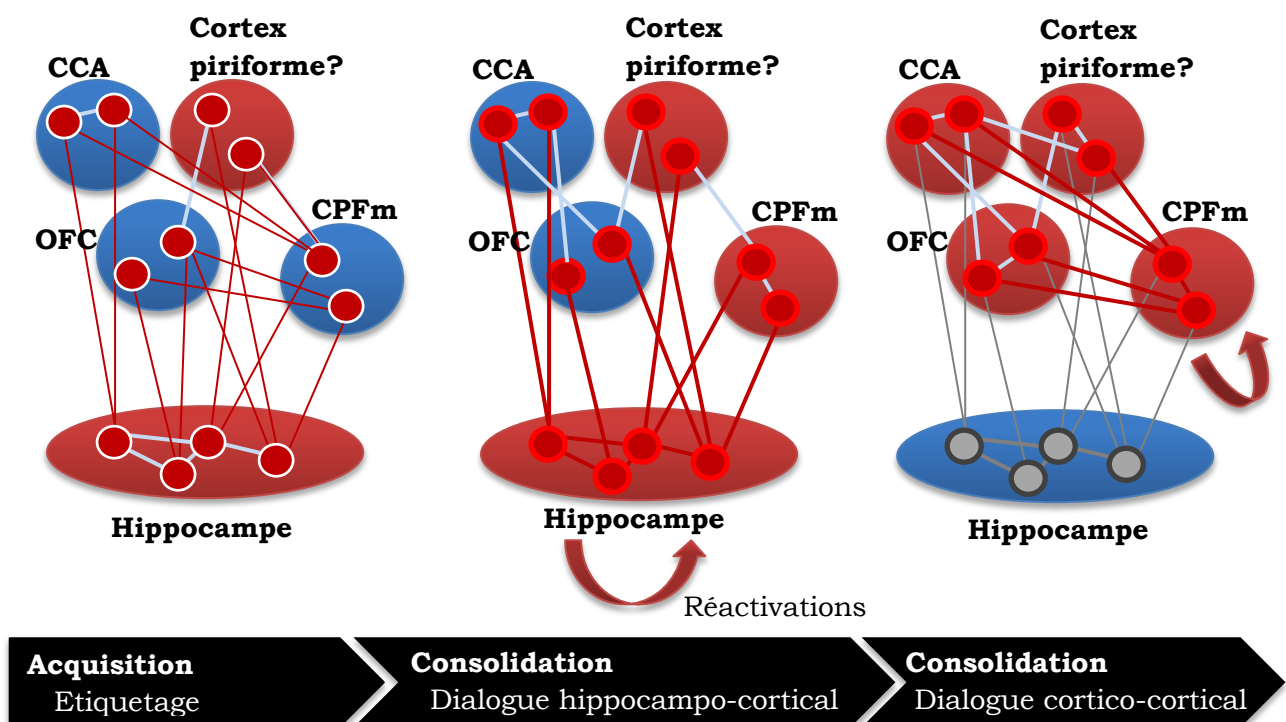 Cortex
piriforme?
CCA
OFC
CPFm
Hippocampe
Cortex
piriforme?
CCA
OFC
CPFm
Hippocampe
Réactivations
Cortex
piriforme?
CCA
OFC
CPFm
Hippocampe
Acquisition
Etiquetage
Consolidation
Dialogue hippocampo-cortical
Consolidation
Dialogue cortico-cortical